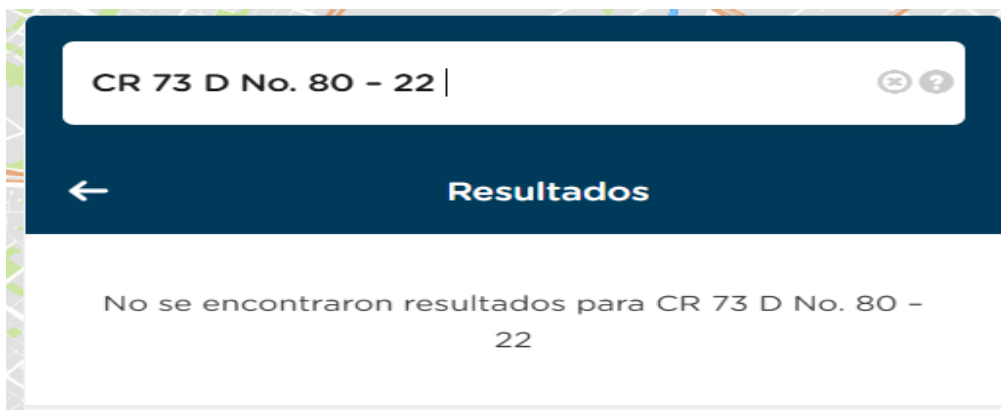 CR 73 D No. 80 – 22
Resultados
No se encontraron resultados para CR 73 D No. 80 –
22